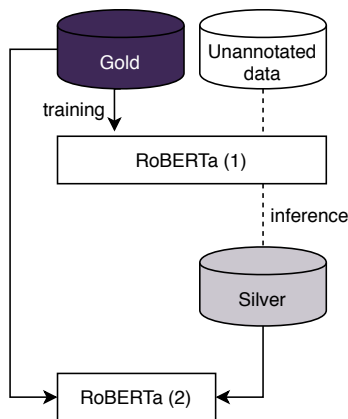 Gold
Unannotated
data
training
RoBERTa (1)
inference
Silver
RoBERTa (2)